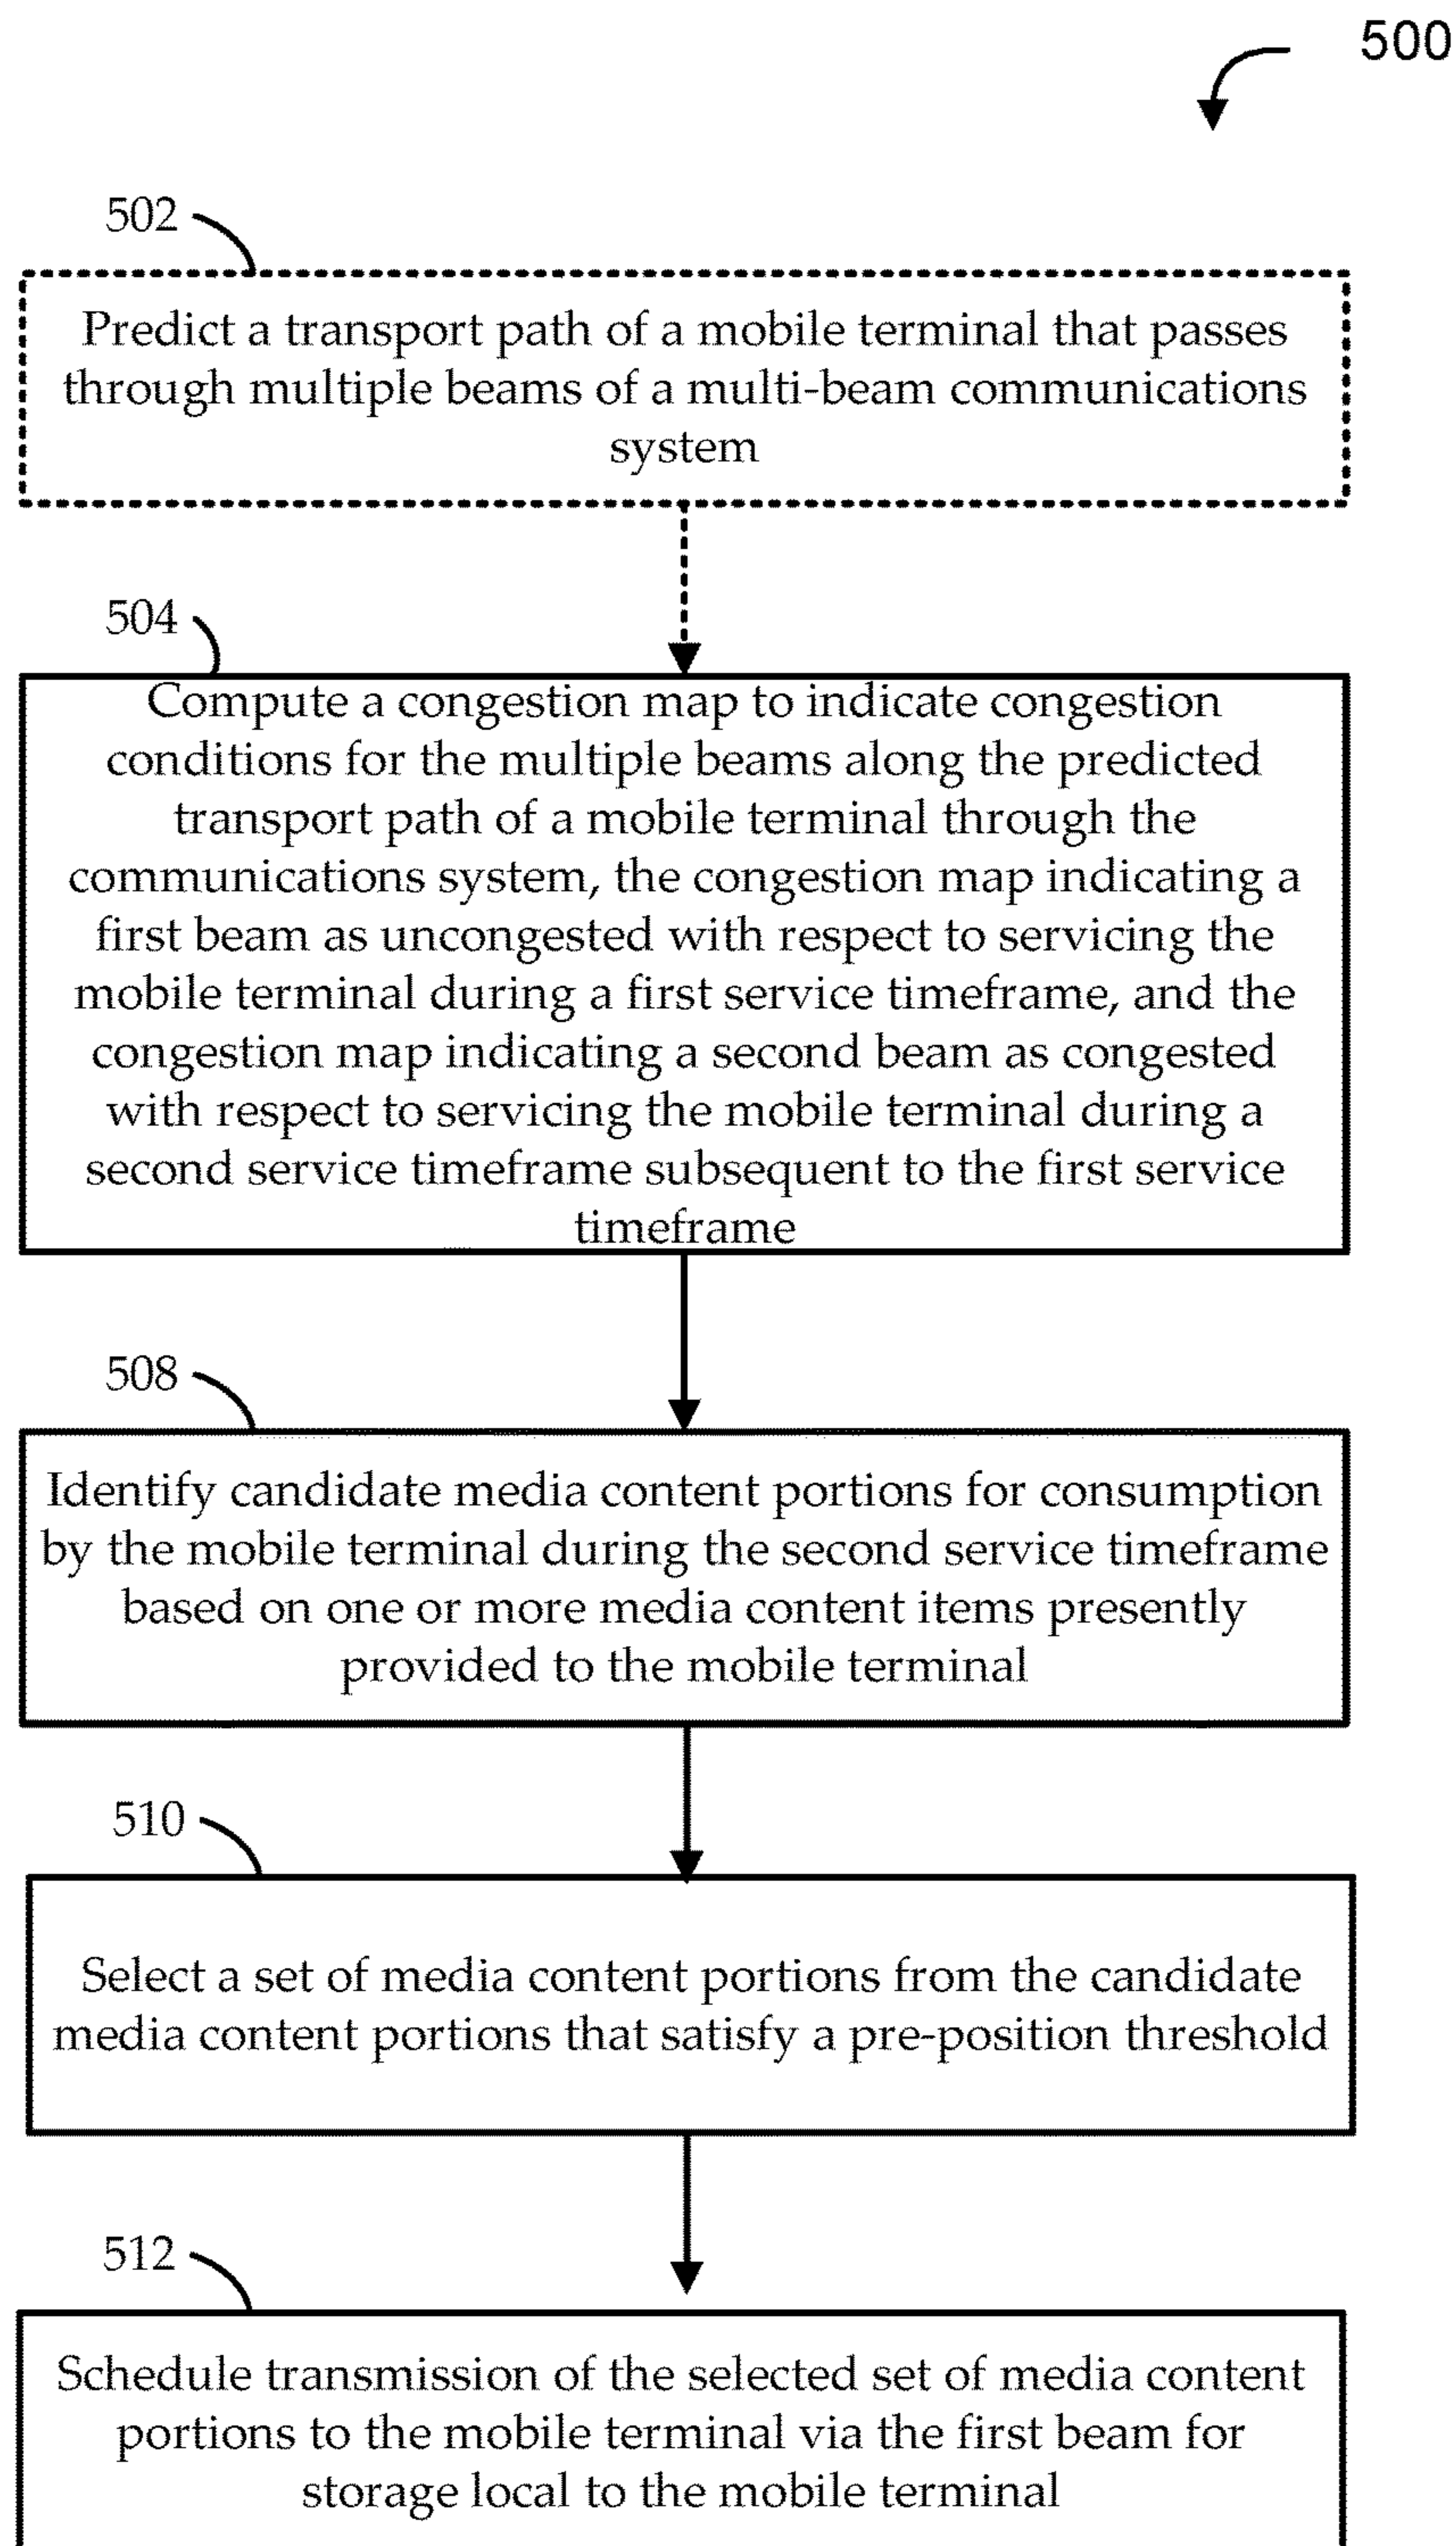 500
502
Predict a transport path of a mobile terminal that passes
through multiple beams of a multi-beam communications
system
504
Compute a congestion map to indicate congestion
conditions for the multiple beams along the predicted
transport path of a mobile terminal through the
communications system, the congestion map indicating a
first beam as uncongested with respect to servicing the
mobile terminal during a first service timeframe, and the
congestion map indicating a second beam as congested
with respect to servicing the mobile terminal during a
second service timeframe subsequent to the first service
timeframe
508
Identify candidate media content portions for consumption
by the mobile terminal during the second service timeframe
based on one or more media content items presently
provided to the mobile terminal
510
Select a set of media content portions from the candidate
media content portions that satisfy a pre-position threshold
512
Schedule transmission of the selected set of media content
portions to the mobile terminal via the first beam for
storage local to the mobile terminal